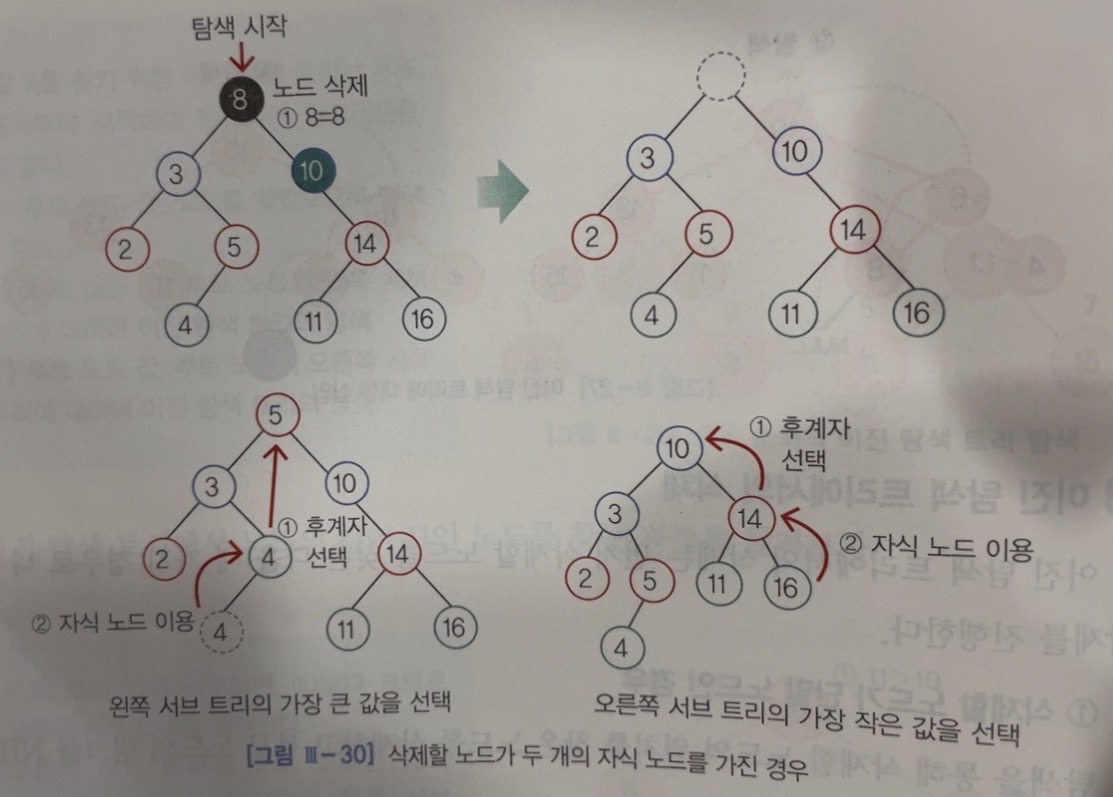 탐색 시작
8 노드 삭제
① 8=8
3 10
2 5 14
4 11 16
3 10
2 5 14
4 11 16
5
3 10
① 후계자
선택
2 4 14
② 자식 노드 이용
4 11 16
왼쪽 서브 트리의 가장 큰 값을 선택
10
① 후계자
선택
3 14
② 자식 노드 이용
2 5 11 16
4
오른쪽 서브 트리의 가장 작은 값을 선택
[그림 Ⅲ-30] 삭제할 노드가 두 개의 자식 노드를 가진 경우